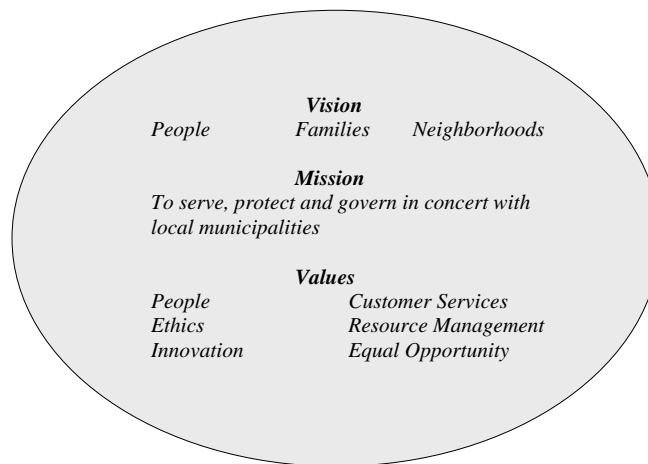 Vision
People Families Neighborhoods
Mission
To serve, protect and govern in concert with
local municipalities
Values
People Customer Services
Ethics Resource Management
Innovation Equal Opportunity